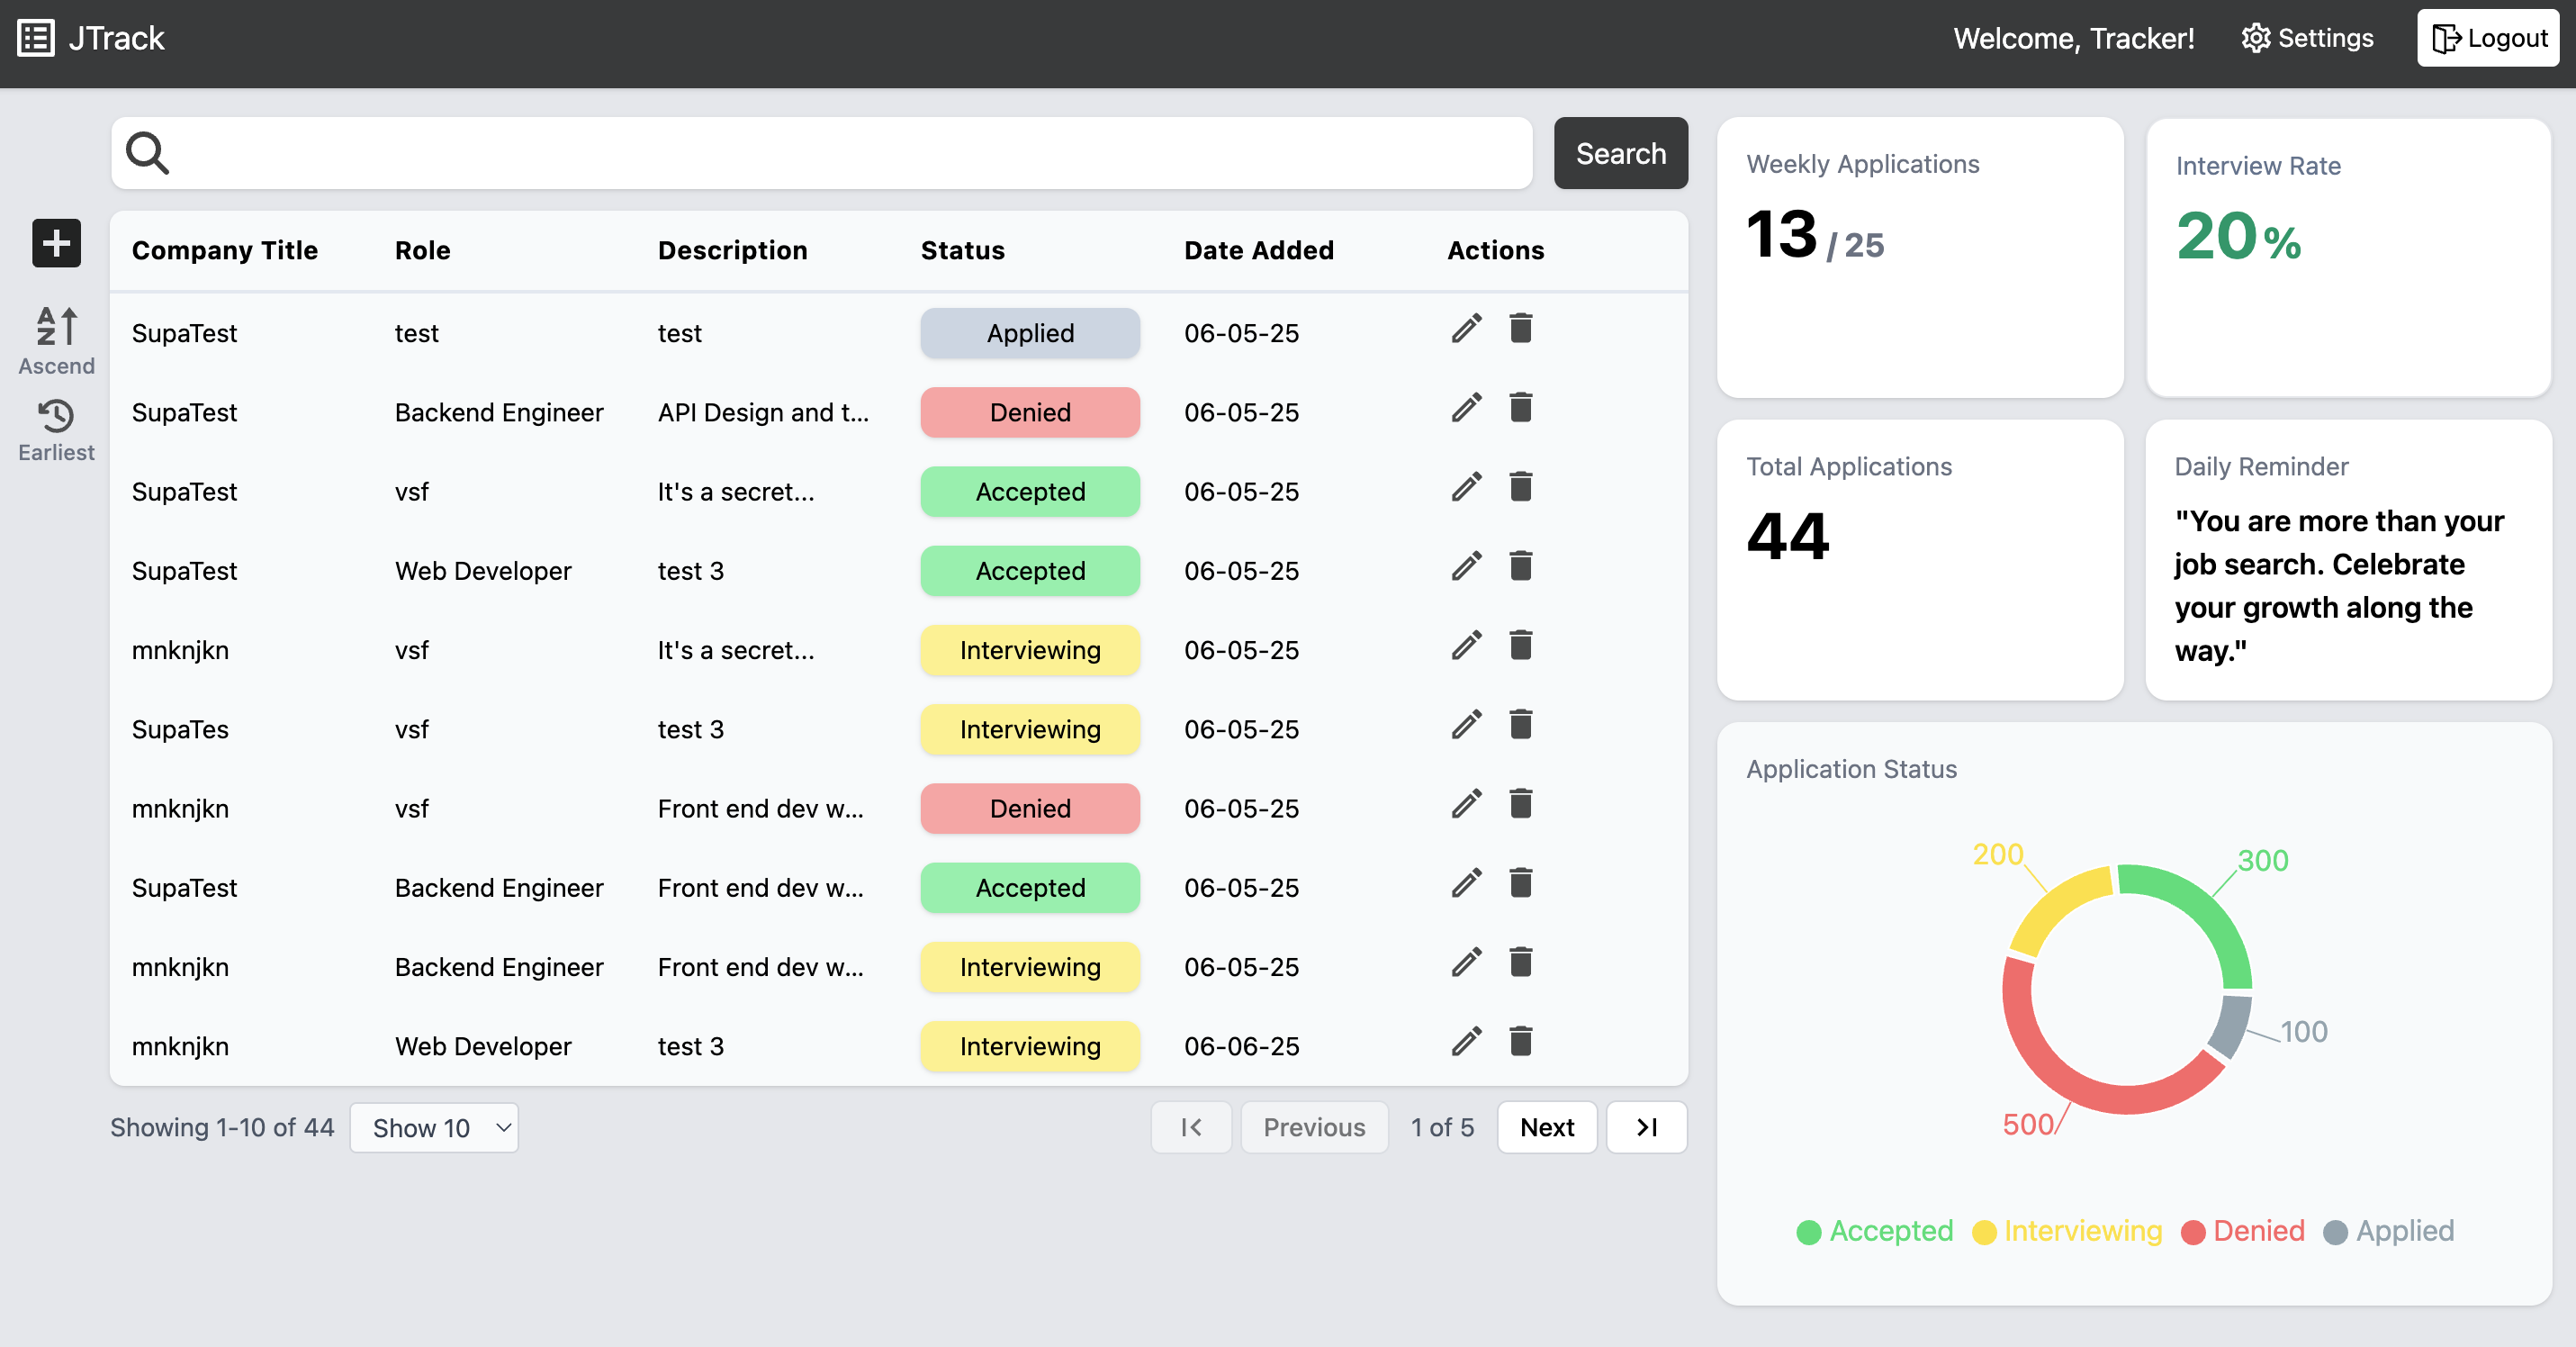 JTrack
Welcome, Tracker!
Settings
Logout
Search
Ascend
Earliest
Company Title Role Description Status Date Added Actions
SupaTest test test Applied 06-05-25
SupaTest Backend Engineer API Design and t... Denied 06-05-25
SupaTest vsf It's a secret... Accepted 06-05-25
SupaTest Web Developer test 3 Accepted 06-05-25
mnknjkn vsf It's a secret... Interviewing 06-05-25
SupaTes vsf test 3 Interviewing 06-05-25
mnknjkn vsf Front end dev w... Denied 06-05-25
SupaTest Backend Engineer Front end dev w... Accepted 06-05-25
mnknjkn Backend Engineer Front end dev w... Interviewing 06-05-25
mnknjkn Web Developer test 3 Interviewing 06-06-25
Showing 1-10 of 44 Show 10
Previous 1 of 5 Next
Weekly Applications
13 / 25
Interview Rate
20%
Total Applications
44
Daily Reminder
"You are more than your
job search. Celebrate
your growth along the
way."
Application Status
200
300
100
500
Accepted Interviewing Denied Applied